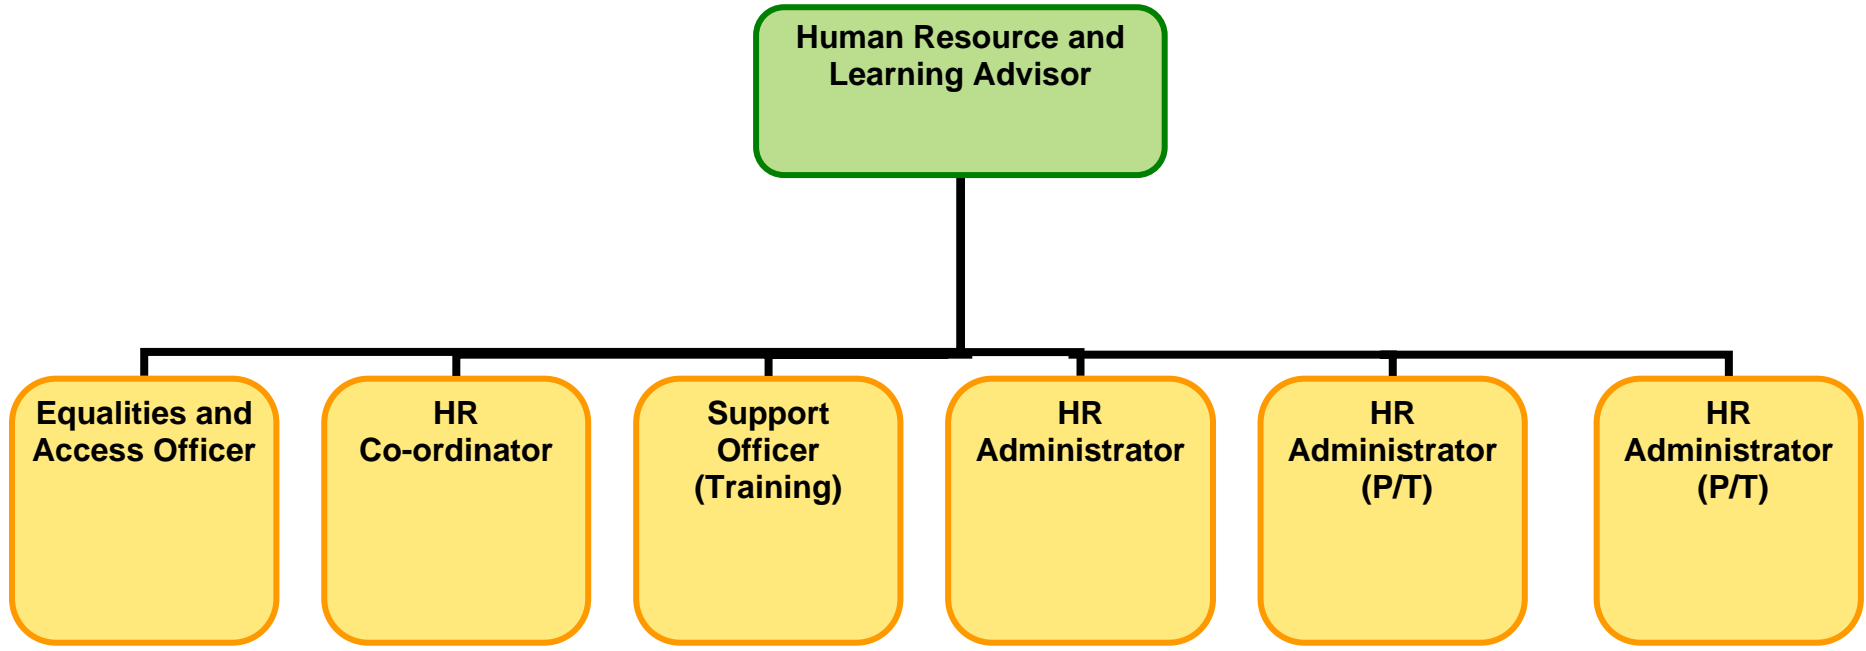 Human Resource and
Learning Advisor
Equalities and
Access Officer
HR
Co-ordinator
Support
Officer
(Training)
HR
Administrator
HR
Administrator
(P/T)
HR
Administrator
(P/T)